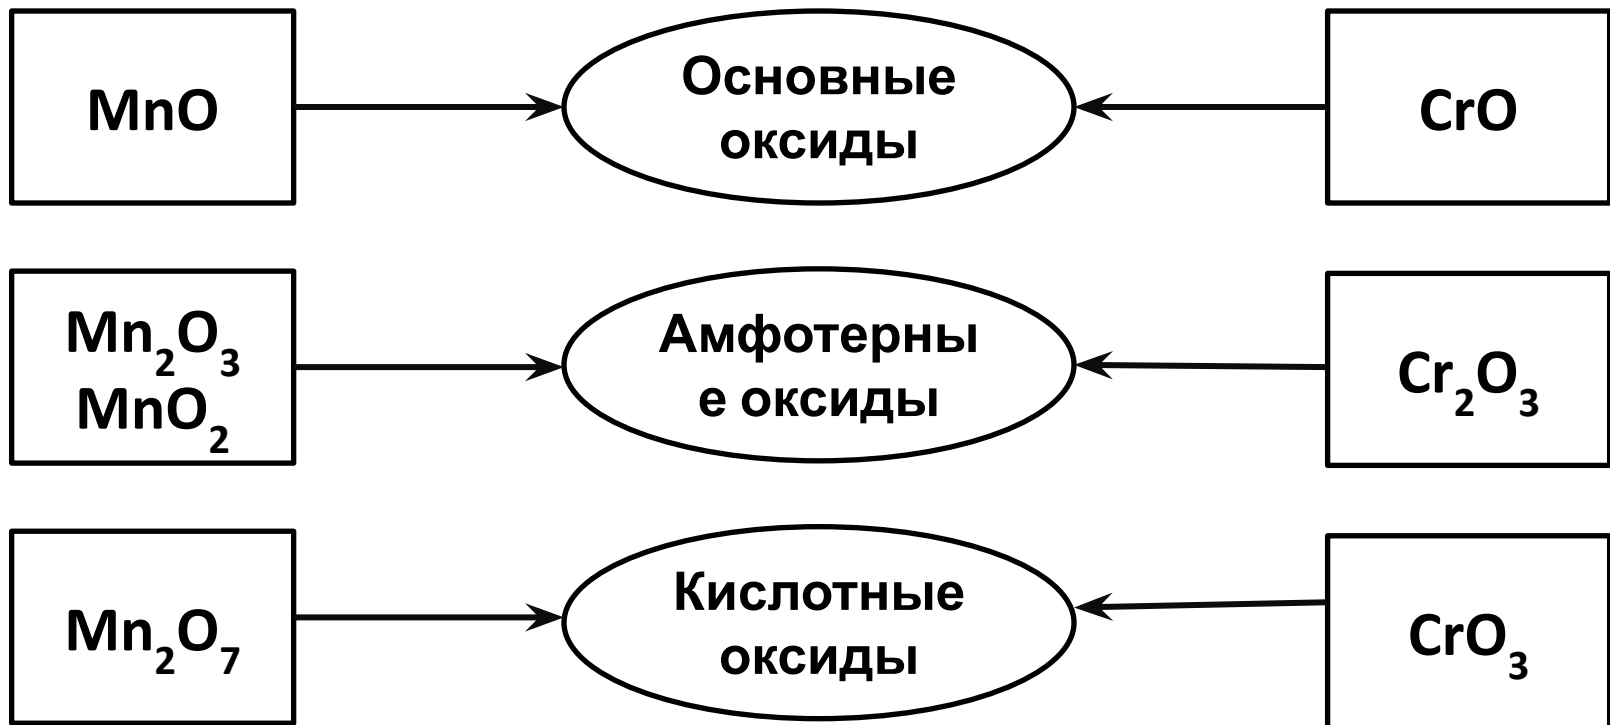 MnO
Основные
оксиды
CrO
Mn₂O₃
MnO₂
Амфотерны
е оксиды
Cr₂O₃
Mn₂O₇
Кислотные
оксиды
CrO₃